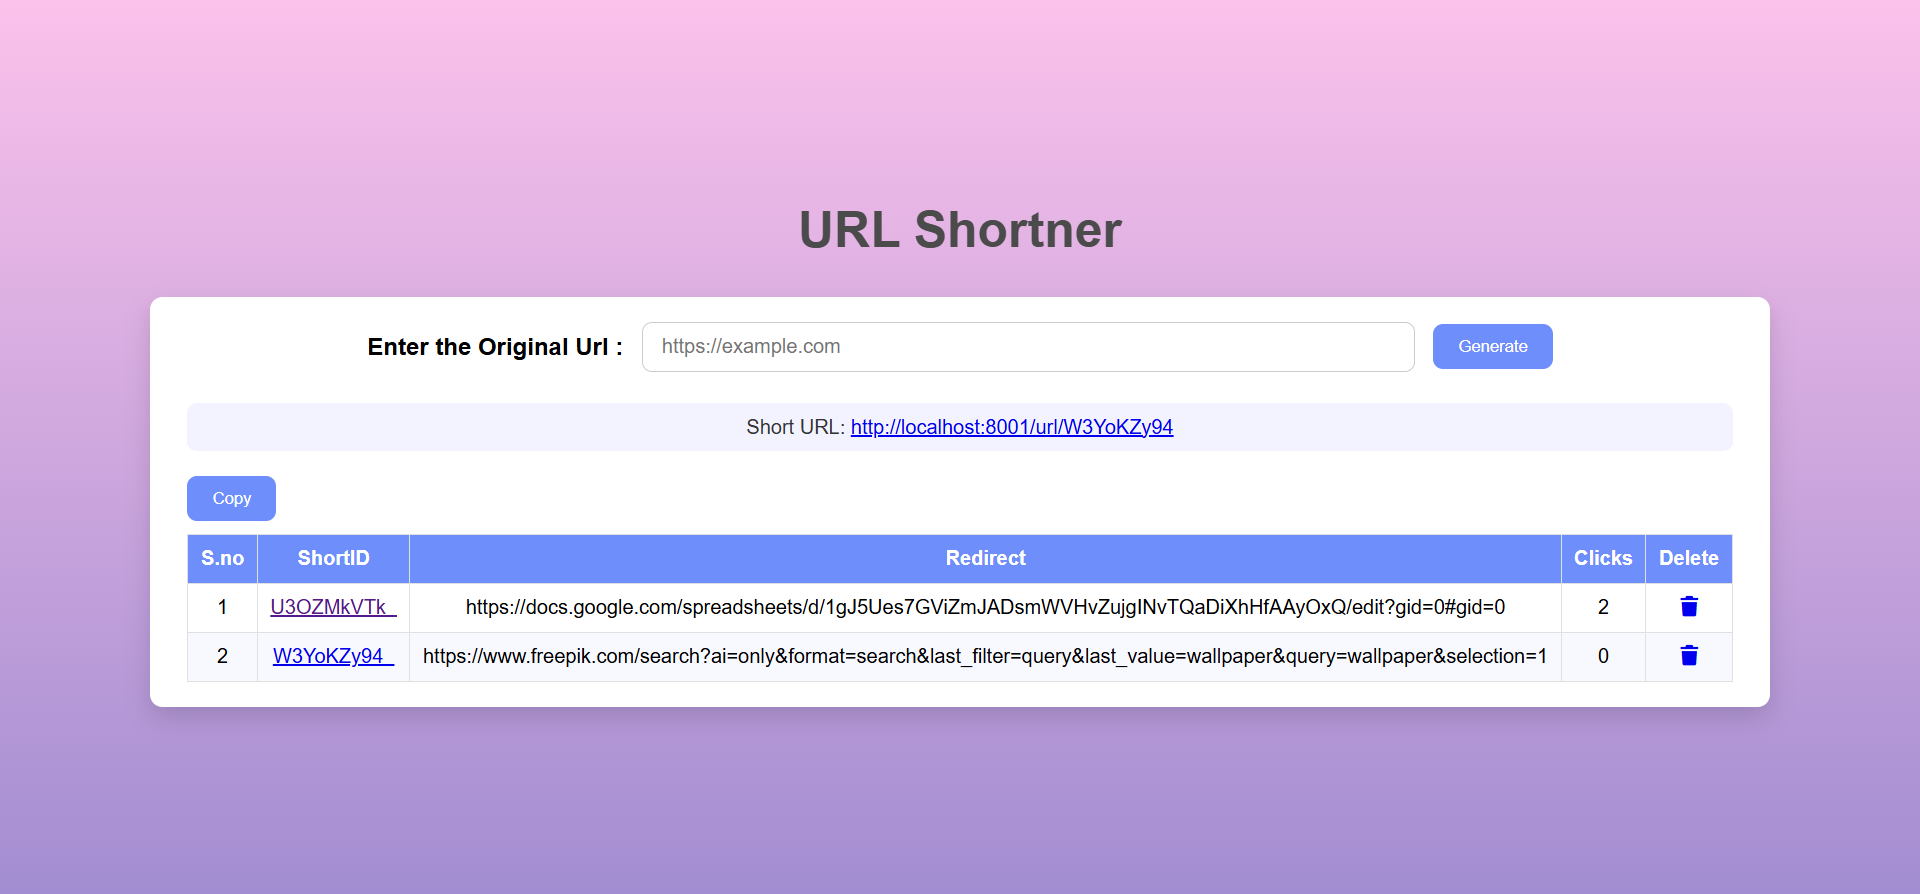 URL Shortner
Enter the Original Url : https://example.com Generate
Short URL: http://localhost:8001/url/W3YoKZy94
Copy
S.no ShortID Redirect Clicks Delete
1 U3OZMkVTk_ https://docs.google.com/spreadsheets/d/1gJ5Ues7GViZmJADsmWVHvZujgINvTQaDiXhHfAAyOxQ/edit?gid=0#gid=0 2
2 W3YoKZy94 https://www.freepik.com/search?ai=only&format=search&last_filter=query&last_value=wallpaper&query=wallpaper&selection=1 0